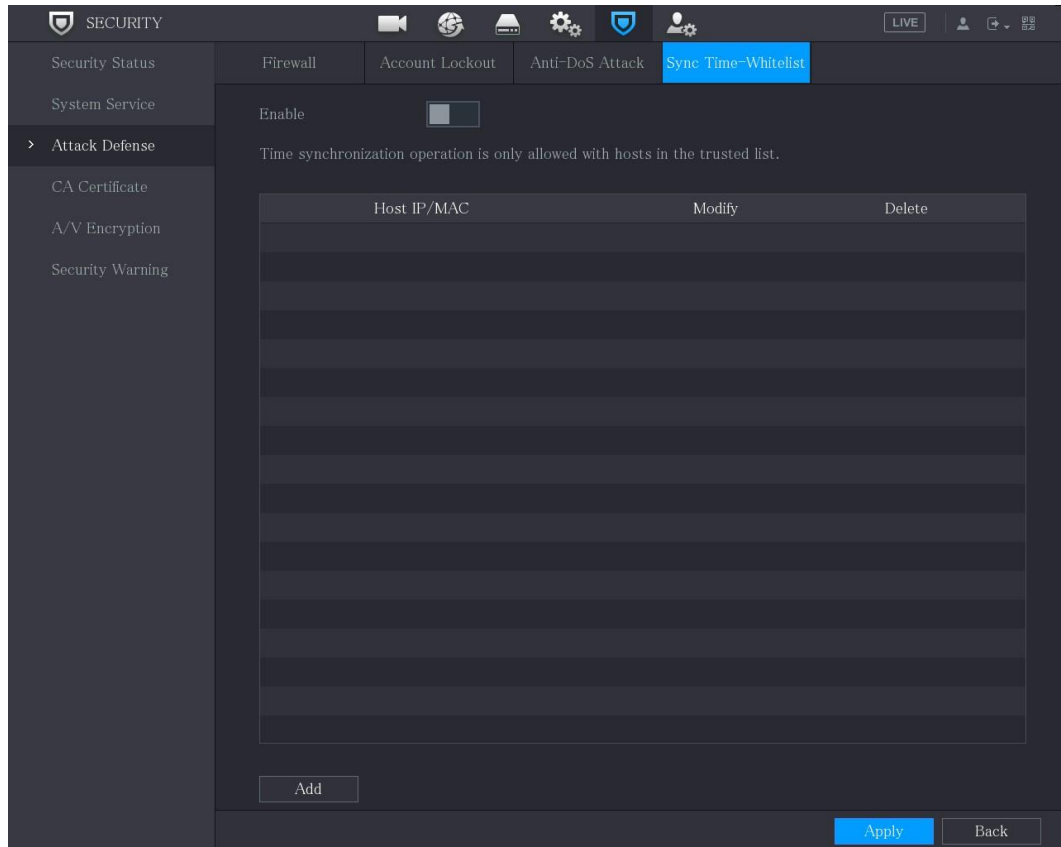 SECURITY
LIVE
Security Status
System Service
Attack Defense
CA Certificate
A/V Encryption
Security Warning
Firewall Account Lockout Anti-DoS Attack Sync Time-Whitelist
Enable
Time synchronization operation is only allowed with hosts in the trusted list.
Host IP/MAC Modify Delete
Add
Apply Back